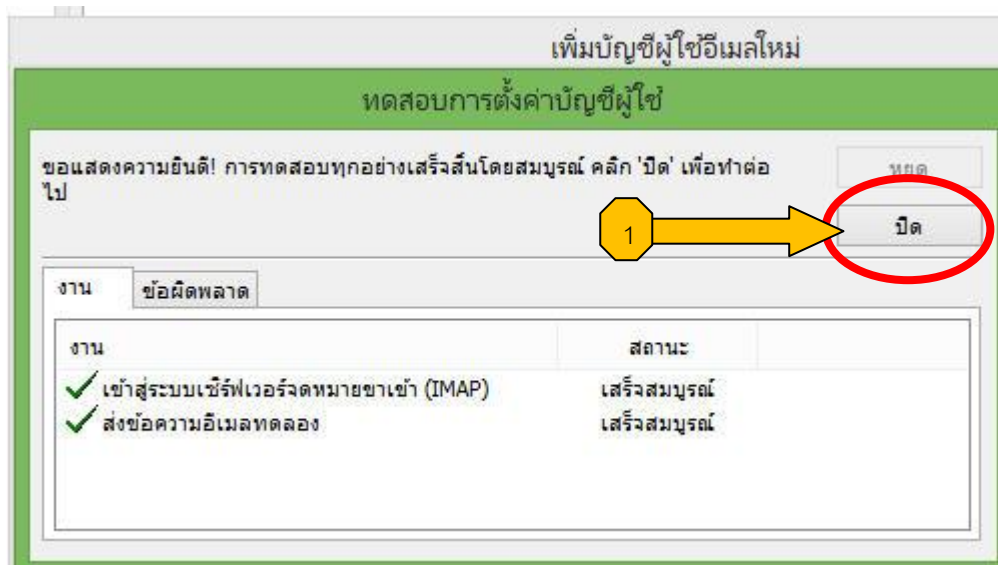 เพิ่มบัญชีผู้ใช้อีเมลใหม่
ทดสอบการตั้งค่าบัญชีผู้ใช้
ขอแสดงความยินดี! การทดสอบทุกอย่างเสร็จสิ้นโดยสมบูรณ์ คลิก 'ปิด' เพื่อทำต่อ
ไป
หยุด
1
ปิด
งาน ข้อผิดพลาด
งาน สถานะ
เข้าสู่ระบบเซิร์ฟเวอร์จดหมายขาเข้า (IMAP) เสร็จสมบูรณ์
ส่งข้อความอีเมลทดลอง เสร็จสมบูรณ์